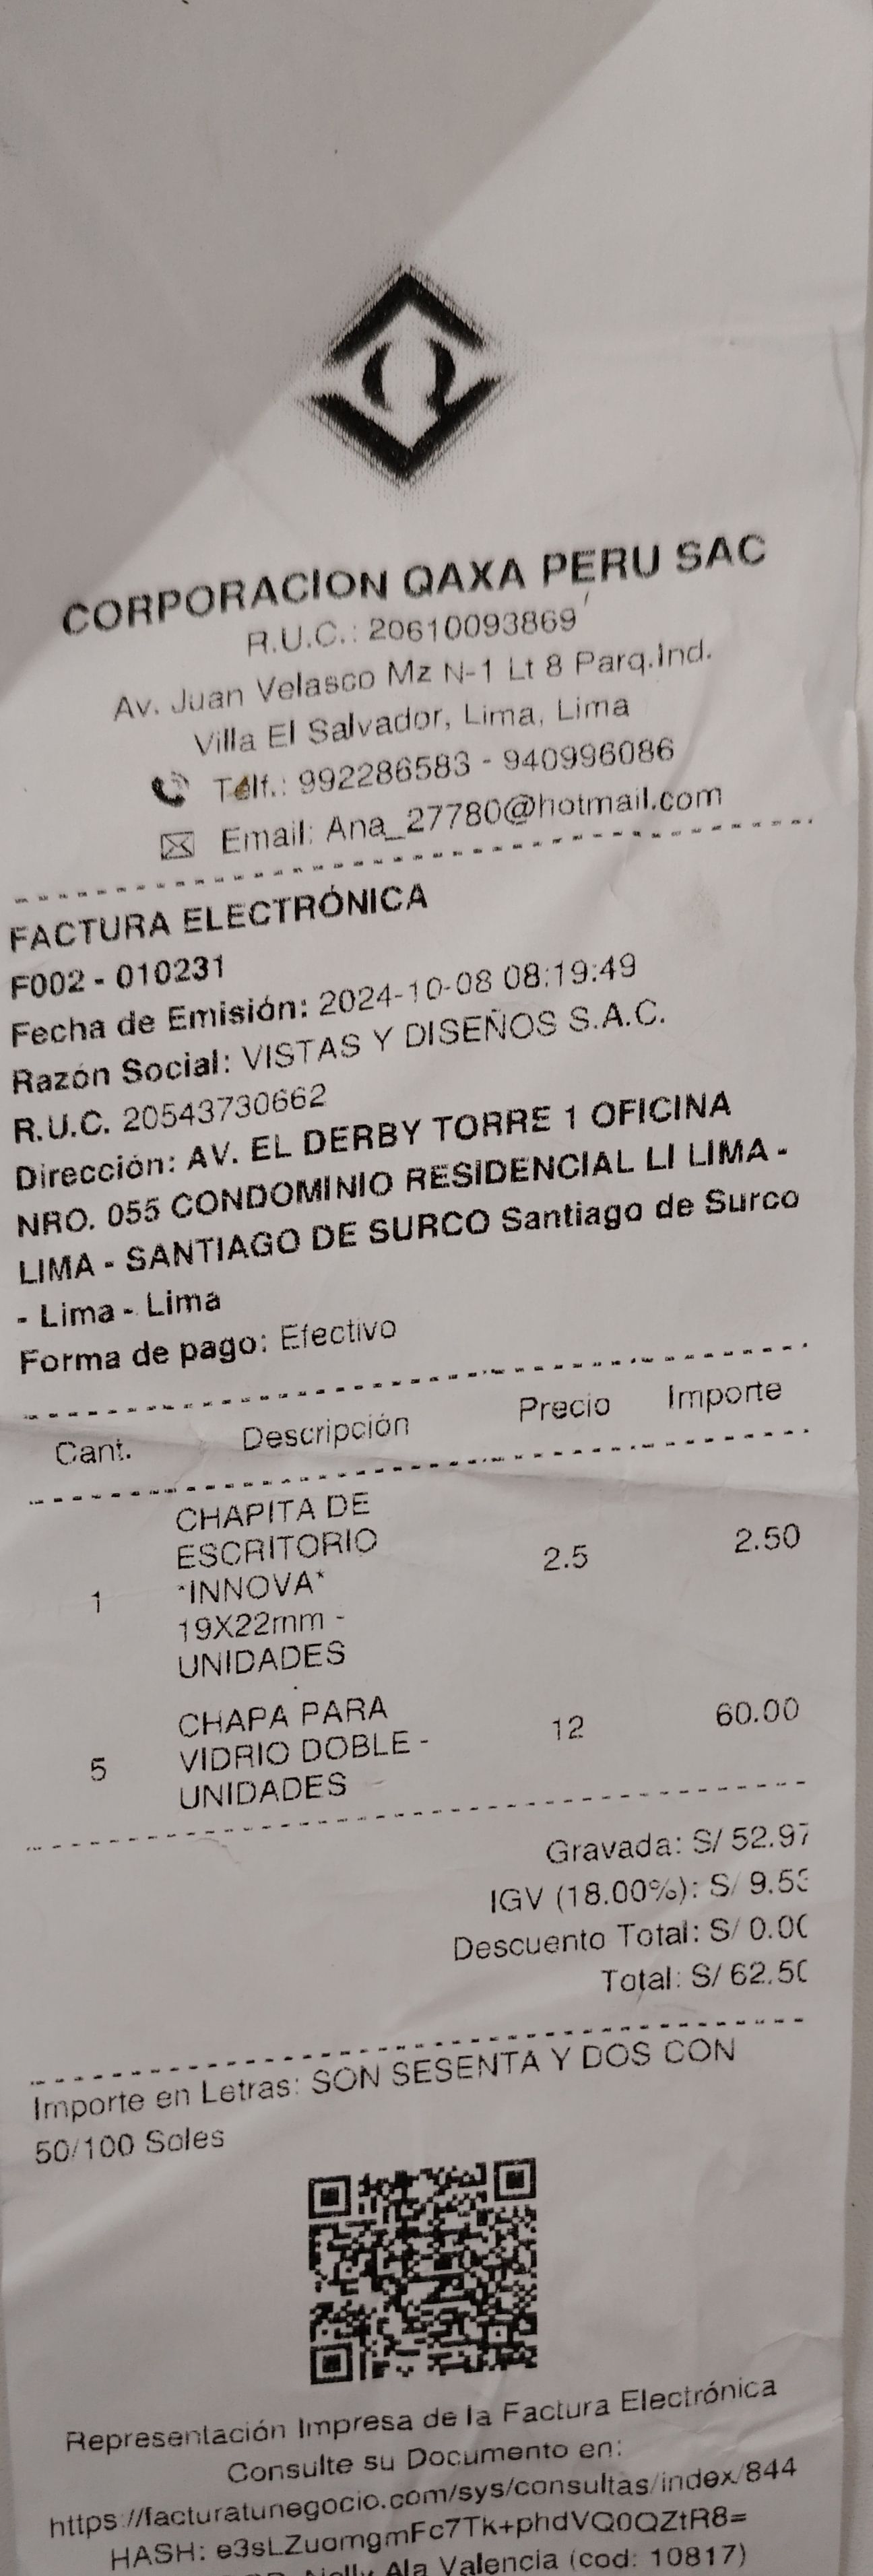 CORPORACION QAXA PERU SAC
R.U.C.: 20610093869
Av. Juan Velasco Mz N-1 Lt 8 Parq.Ind.
Villa El Salvador, Lima, Lima
Telf.: 992286583 - 940996086
Email: Ana_27780@hotmail.com
FACTURA ELECTRÓNICA
F002 - 010231
Fecha de Emisión: 2024-10-08 08:19:49
Razón Social: VISTAS Y DISEÑOS S.A.C.
R.U.C. 20543730662
Dirección: AV. EL DERBY TORRE 1 OFICINA
NRO. 055 CONDOMINIO RESIDENCIAL LI LIMA -
LIMA - SANTIAGO DE SURCO Santiago de Surco
- Lima - Lima
Forma de pago: Efectivo
Cant. Descripción Precio Importe
CHAPITA DE
ESCRITORIO
1 *INNOVA* 2.5 2.50
19X22mm -
UNIDADES
CHAPA PARA
5 VIDRIO DOBLE - 12 60.00
UNIDADES
Gravada: S/ 52.97
IGV (18.00%): S/ 9.53
Descuento Total: S/ 0.00
Total: S/ 62.50
Importe en Letras: SON SESENTA Y DOS CON
50/100 Soles
Representación Impresa de la Factura Electrónica
Consulte su Documento en:
https://facturatunegocio.com/sys/consultas/index/844
HASH: e3sLZuomgmFc7Tk+phdVQ0QZtR8=
Nelly Ala Valencia (cod: 10817)